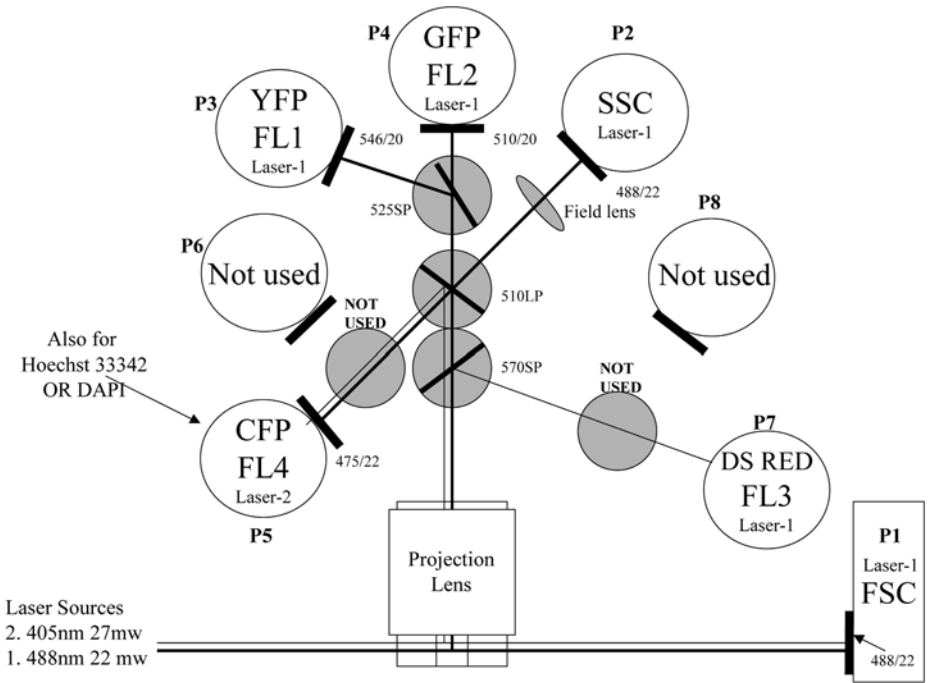 P4
GFP
FL2
Laser-1
P2
SSC
Laser-1
P3
YFP
FL1
Laser-1
546/20
510/20
488/22
525SP
Field lens
P8
Not used
P6
Not used
510LP
NOT
USED
570SP
NOT
USED
Also for
Hoechst 33342
OR DAPI
CFP
FL4
Laser-2
P5
475/22
P7
DS RED
FL3
Laser-1
P1
Laser-1
FSC
488/22
Projection
Lens
Laser Sources
2. 405nm 27mw
1. 488nm 22 mw